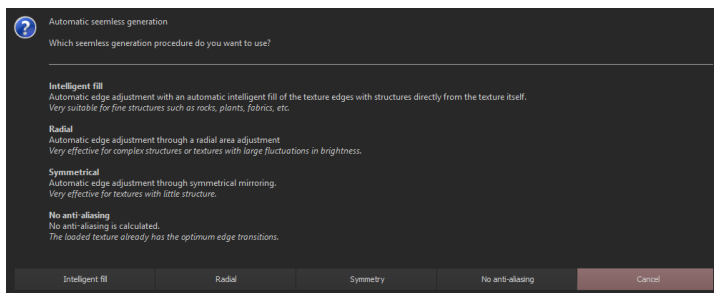 Automatic seemless generation
Which seemless generation procedure do you want to use?
Intelligent fill
Automatic edge adjustment with an automatic intelligent fill of the texture edges with structures directly from the texture itself.
Very suitable for fine structures such as rocks, plants, fabrics, etc.
Radial
Automatic edge adjustment through a radial area adjustment
Very effective for complex structures or textures with large fluctuations in brightness.
Symmetrical
Automatic edge adjustment through symmetrical mirroring.
Very effective for textures with little structure.
No anti-aliasing
No anti-aliasing is calculated.
The loaded texture already has the optimum edge transitions.
Intelligent fill Radial Symmetry No anti-aliasing Cancel